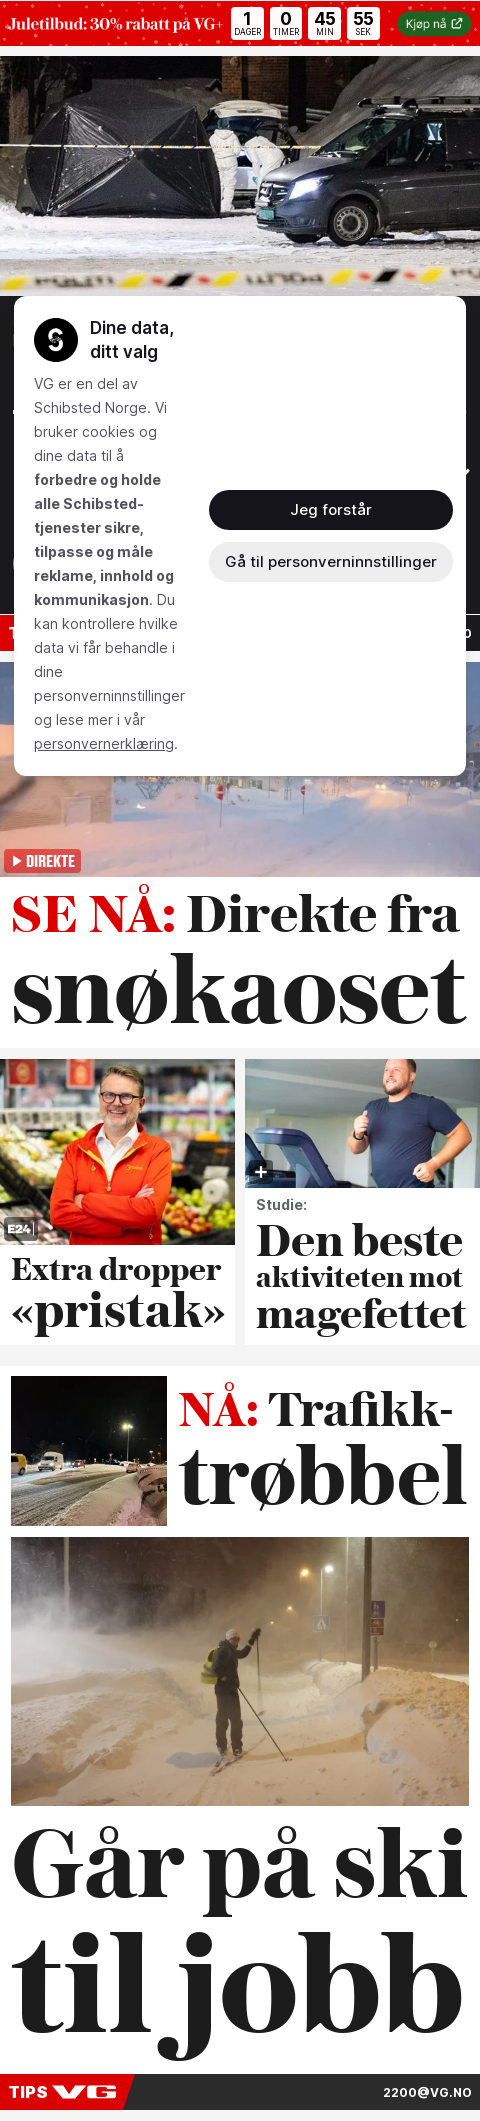 Juletilbud: 30% rabatt på VG+
1 0 45 55
DAGER TIMER MIN SEK
Kjøp nå
POLITI
Dine data,
ditt valg
VG er en del av
Schibsted Norge. Vi
bruker cookies og
dine data til å
forbedre og holde
alle Schibsted-
tjenester sikre,
tilpasse og måle
reklame, innhold og
kommunikasjon. Du
kan kontrollere hvilke
data vi får behandle i
dine
personverninnstillinger
og lese mer i vår
personvernerklæring.
Jeg forstår
Gå til personverninnstillinger
DIREKTE
SE NÅ: Direkte fra
snøkaoset
E24
Extra dropper
«pristak»
Studie:
Den beste
aktiviteten mot
magefettet
NÅ: Trafikk-
trøbbel
Går på ski
til jobb
TIPS VG
2200@VG.NO